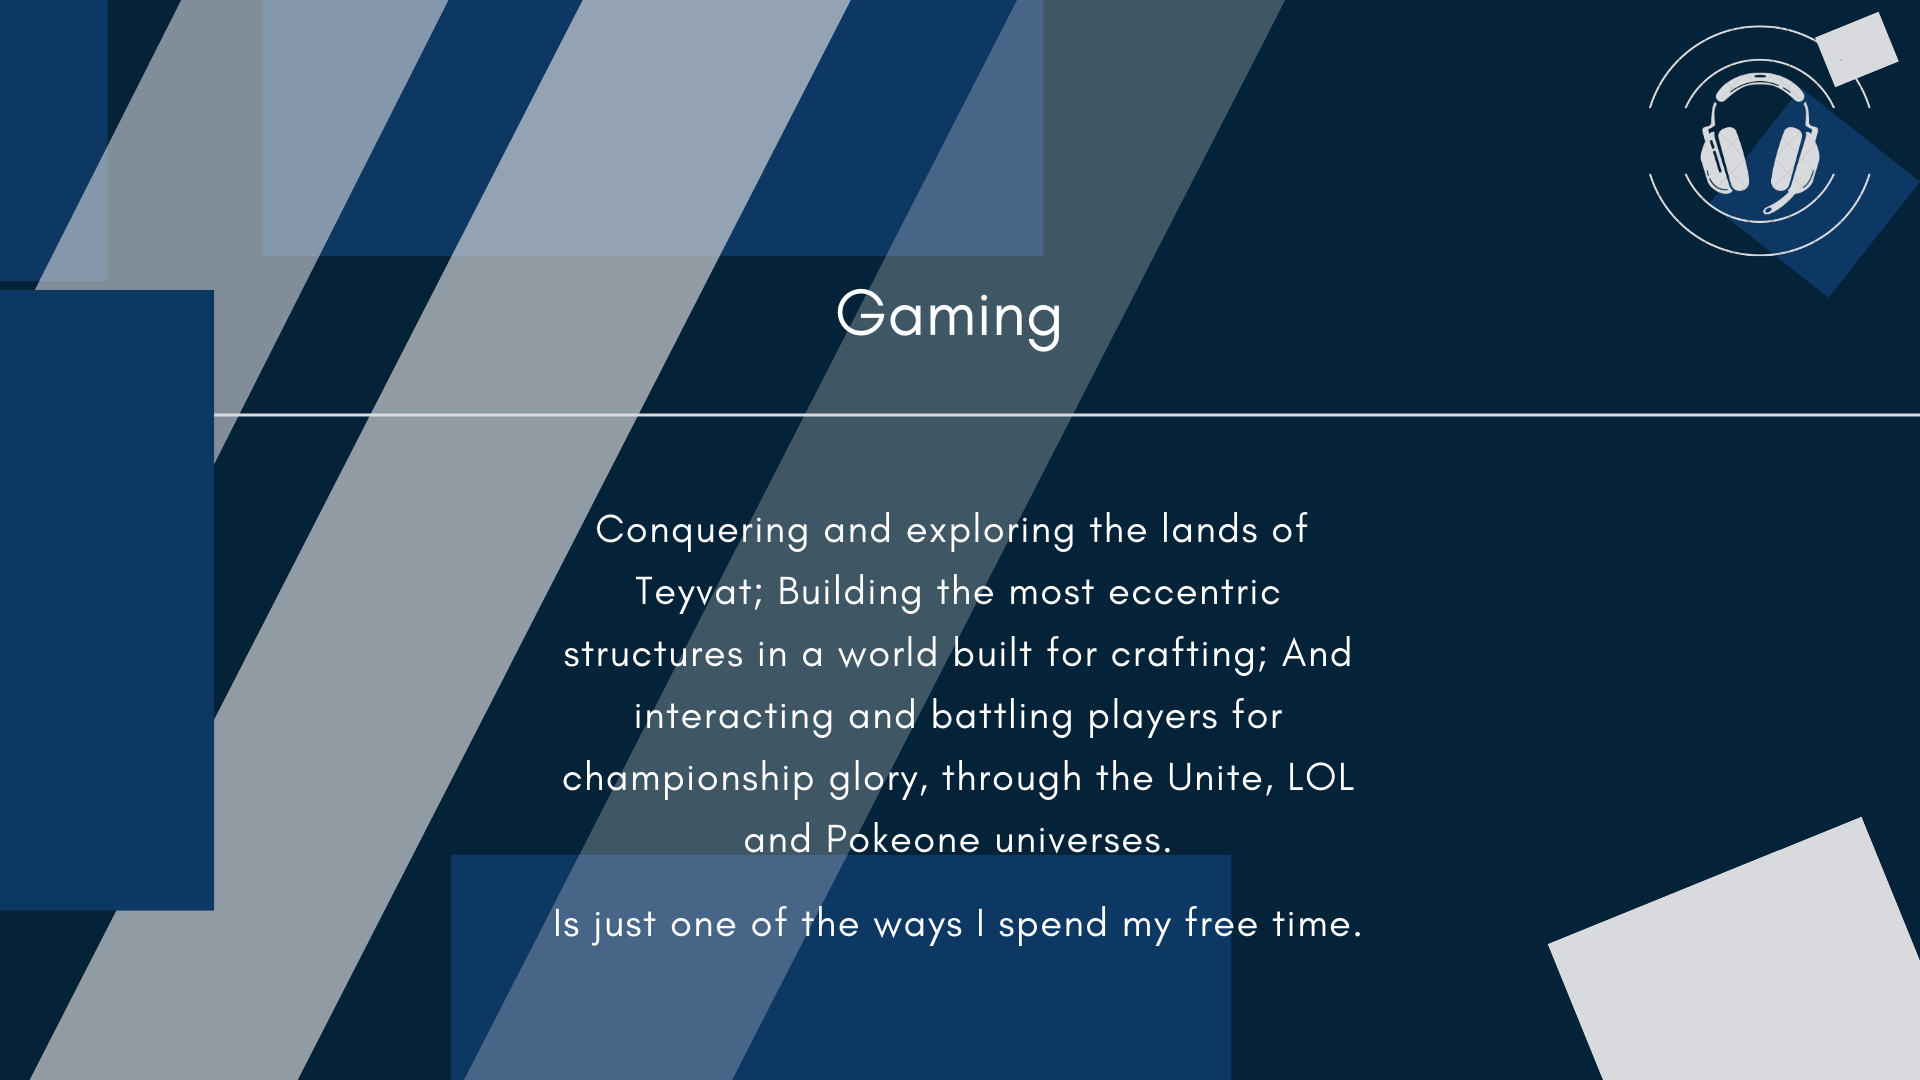 Gaming
Conquering and exploring the lands of
Teyvat; Building the most eccentric
structures in a world built for crafting; And
interacting and battling players for
championship glory, through the Unite, LOL
and Pokeone universes.
Is just one of the ways I spend my free time.